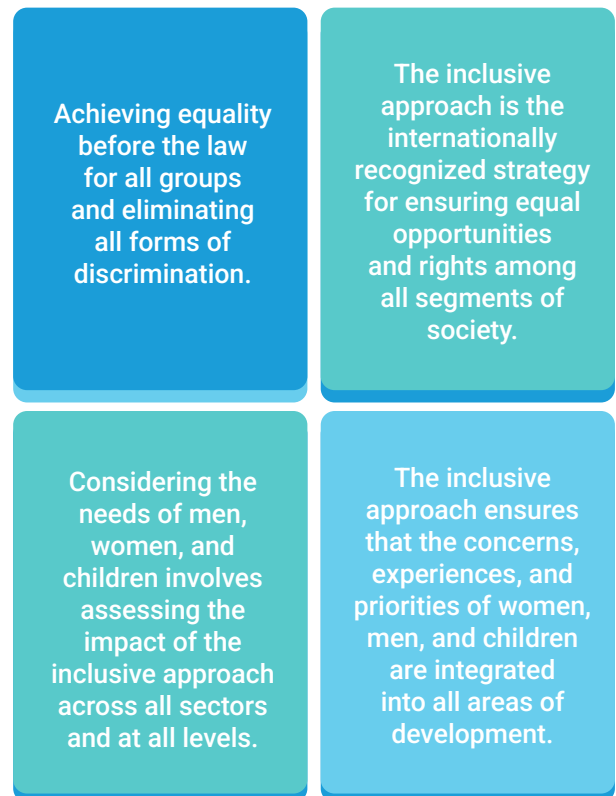 Achieving equality
before the law
for all groups
and eliminating
all forms of
discrimination.
The inclusive
approach is the
internationally
recognized strategy
for ensuring equal
opportunities
and rights among
all segments of
society.
Considering the
needs of men,
women, and
children involves
assessing the
impact of the
inclusive approach
across all sectors
and at all levels.
The inclusive
approach ensures
that the concerns,
experiences, and
priorities of women,
men, and children
are integrated
into all areas of
development.